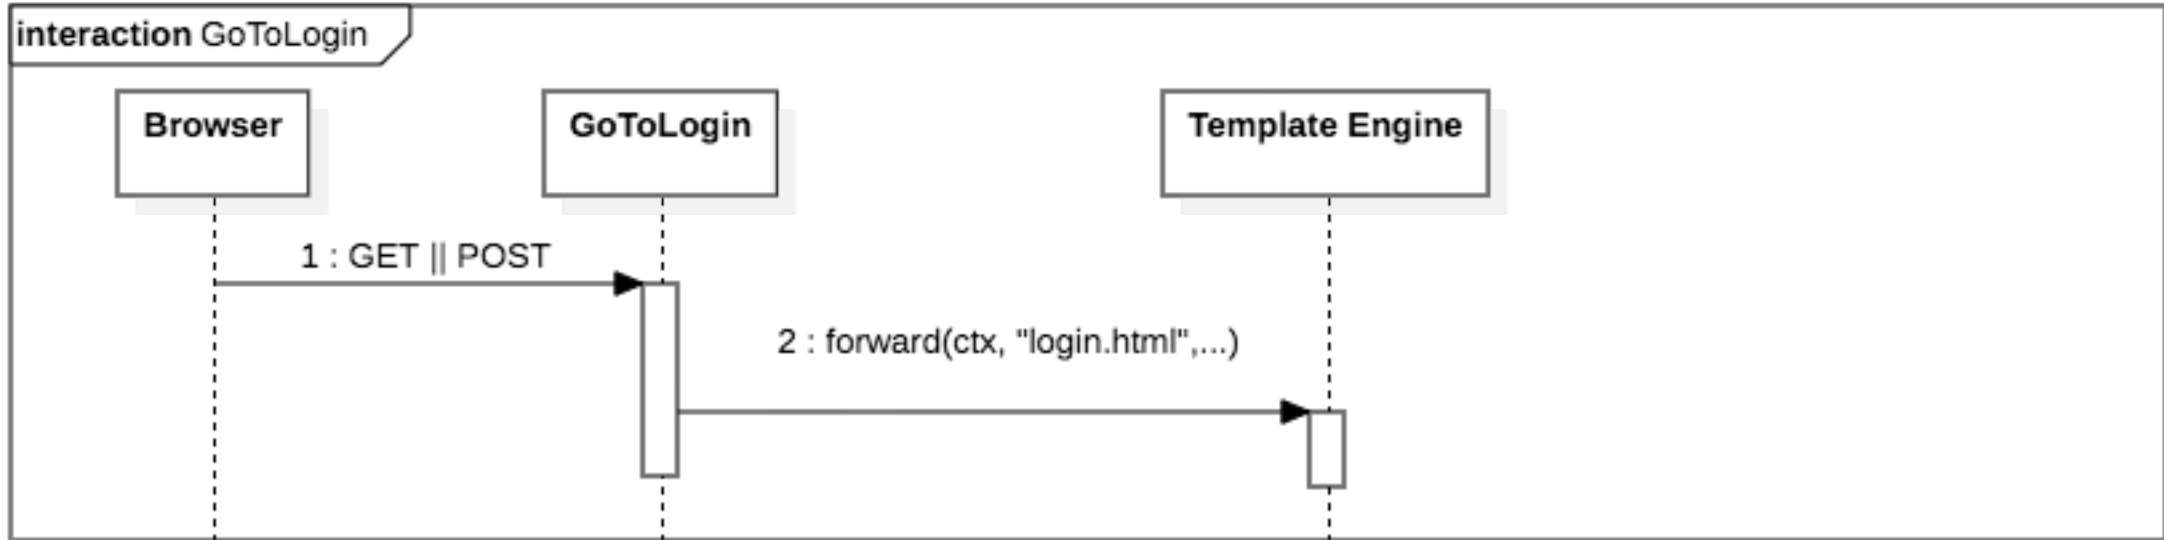 interaction GoToLogin
Browser
GoToLogin
Template Engine
1 : GET || POST
2 : forward(ctx, "login.html",...)